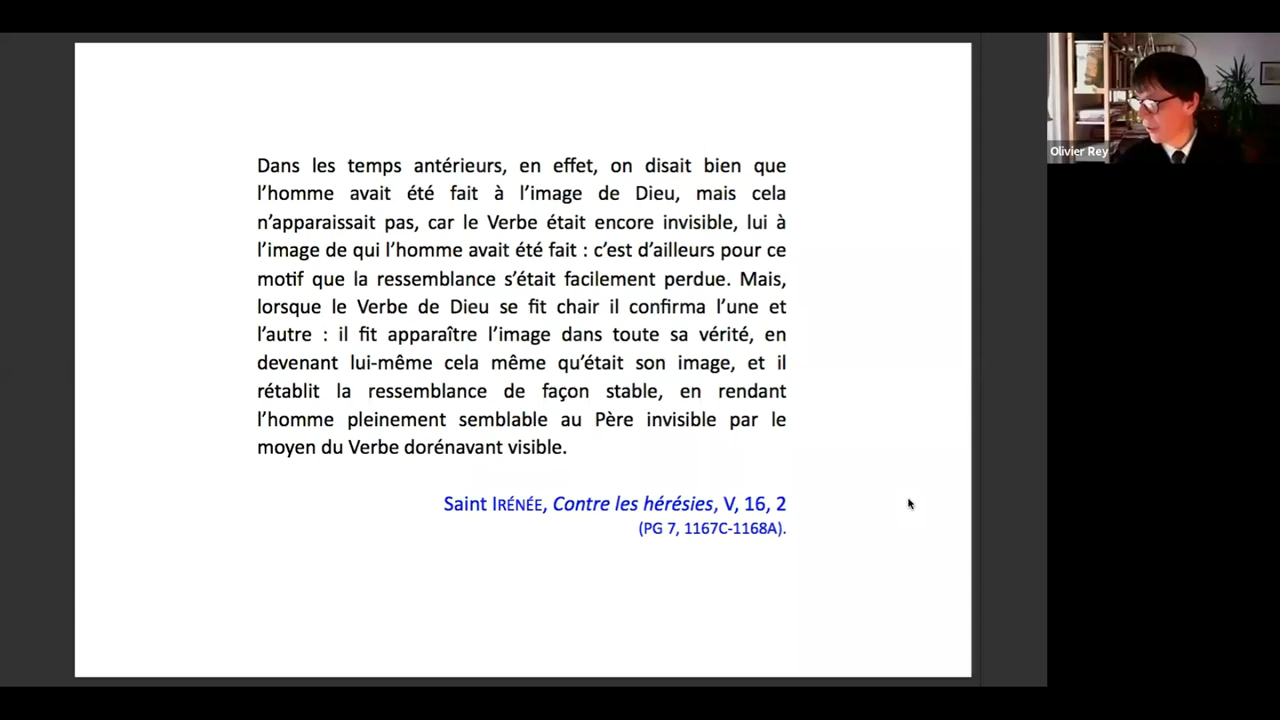 Dans les temps antérieurs, en effet, on disait bien que
l'homme avait été fait à l'image de Dieu, mais cela
n'apparaissait pas, car le Verbe était encore invisible, lui à
l'image de qui l'homme avait été fait : c'est d'ailleurs pour ce
motif que la ressemblance s'était facilement perdue. Mais,
lorsque le Verbe de Dieu se fit chair il confirma l'une et
l'autre : il fit apparaître l'image dans toute sa vérité, en
devenant lui-même cela même qu'était son image, et il
rétablit la ressemblance de façon stable, en rendant
l'homme pleinement semblable au Père invisible par le
moyen du Verbe dorénavant visible.
Saint IRÉNÉE, Contre les hérésies, V, 16, 2
(PG 7, 1167C-1168A).
Olivier Rey